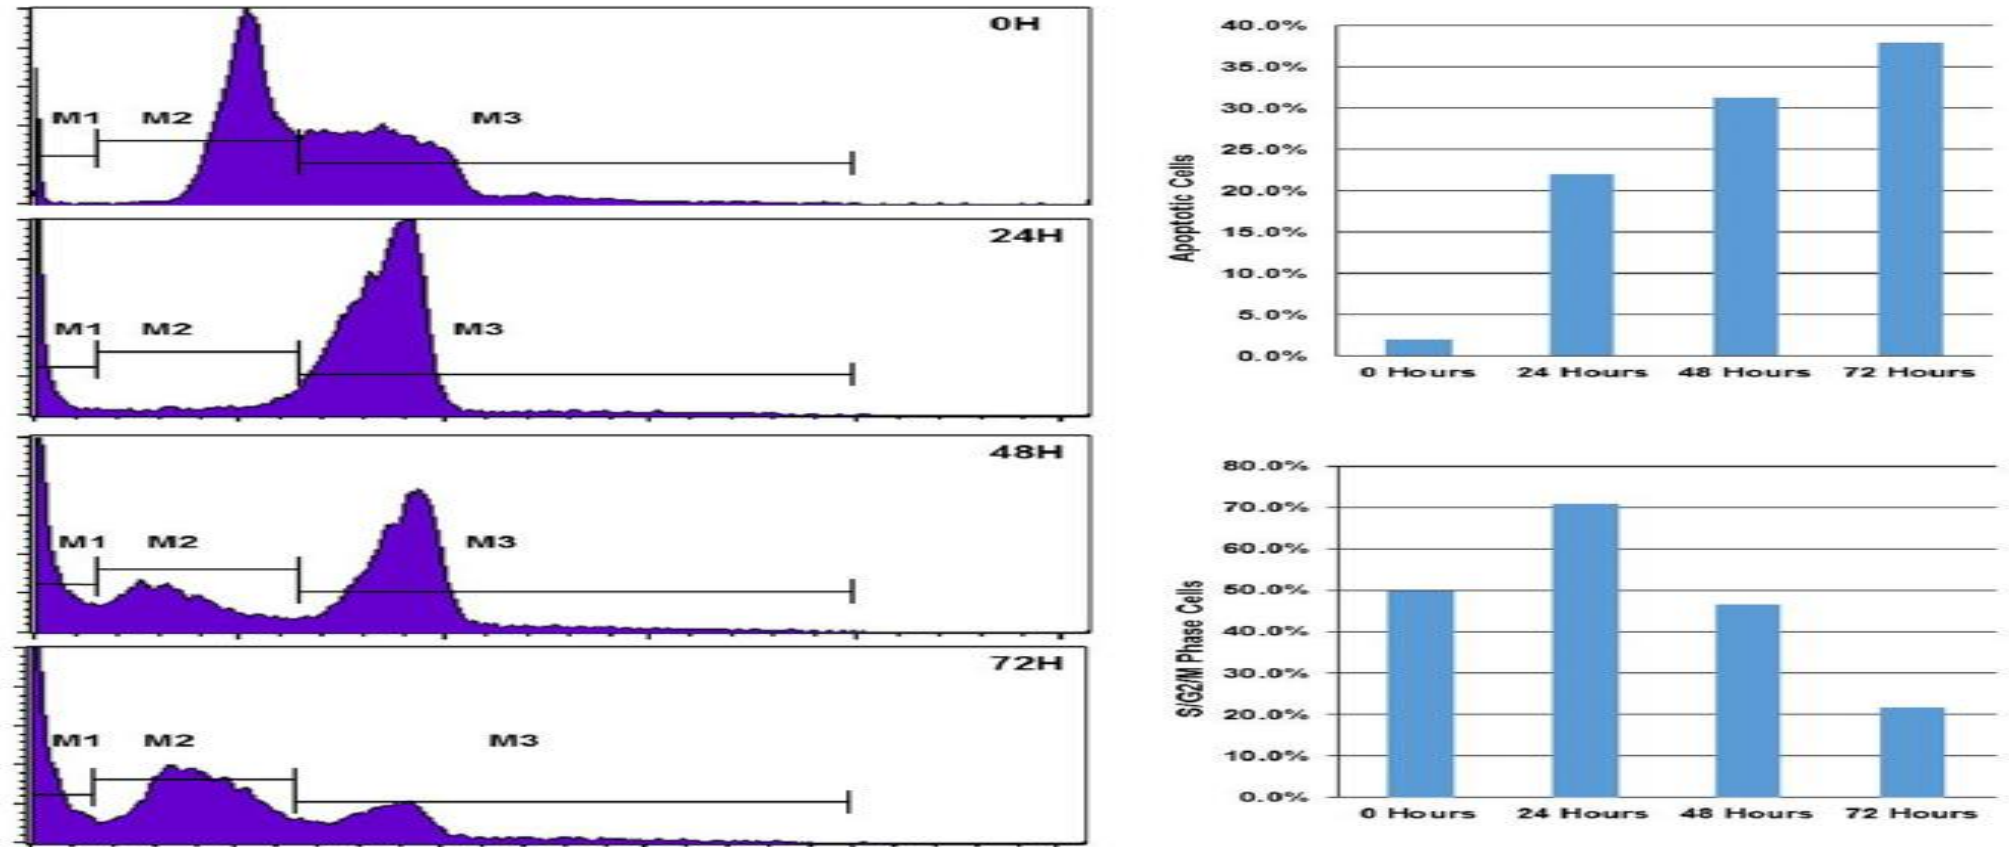 0H
M1 M2 M3
24H
M1 M2 M3
48H
M1 M2 M3
72H
M1 M2 M3
Apoptotic Cells
40.0%
35.0%
30.0%
25.0%
20.0%
15.0%
10.0%
5.0%
0.0%
0 Hours 24 Hours 48 Hours 72 Hours
S/G2/M Phase Cells
80.0%
70.0%
60.0%
50.0%
40.0%
30.0%
20.0%
10.0%
0.0%
0 Hours 24 Hours 48 Hours 72 Hours